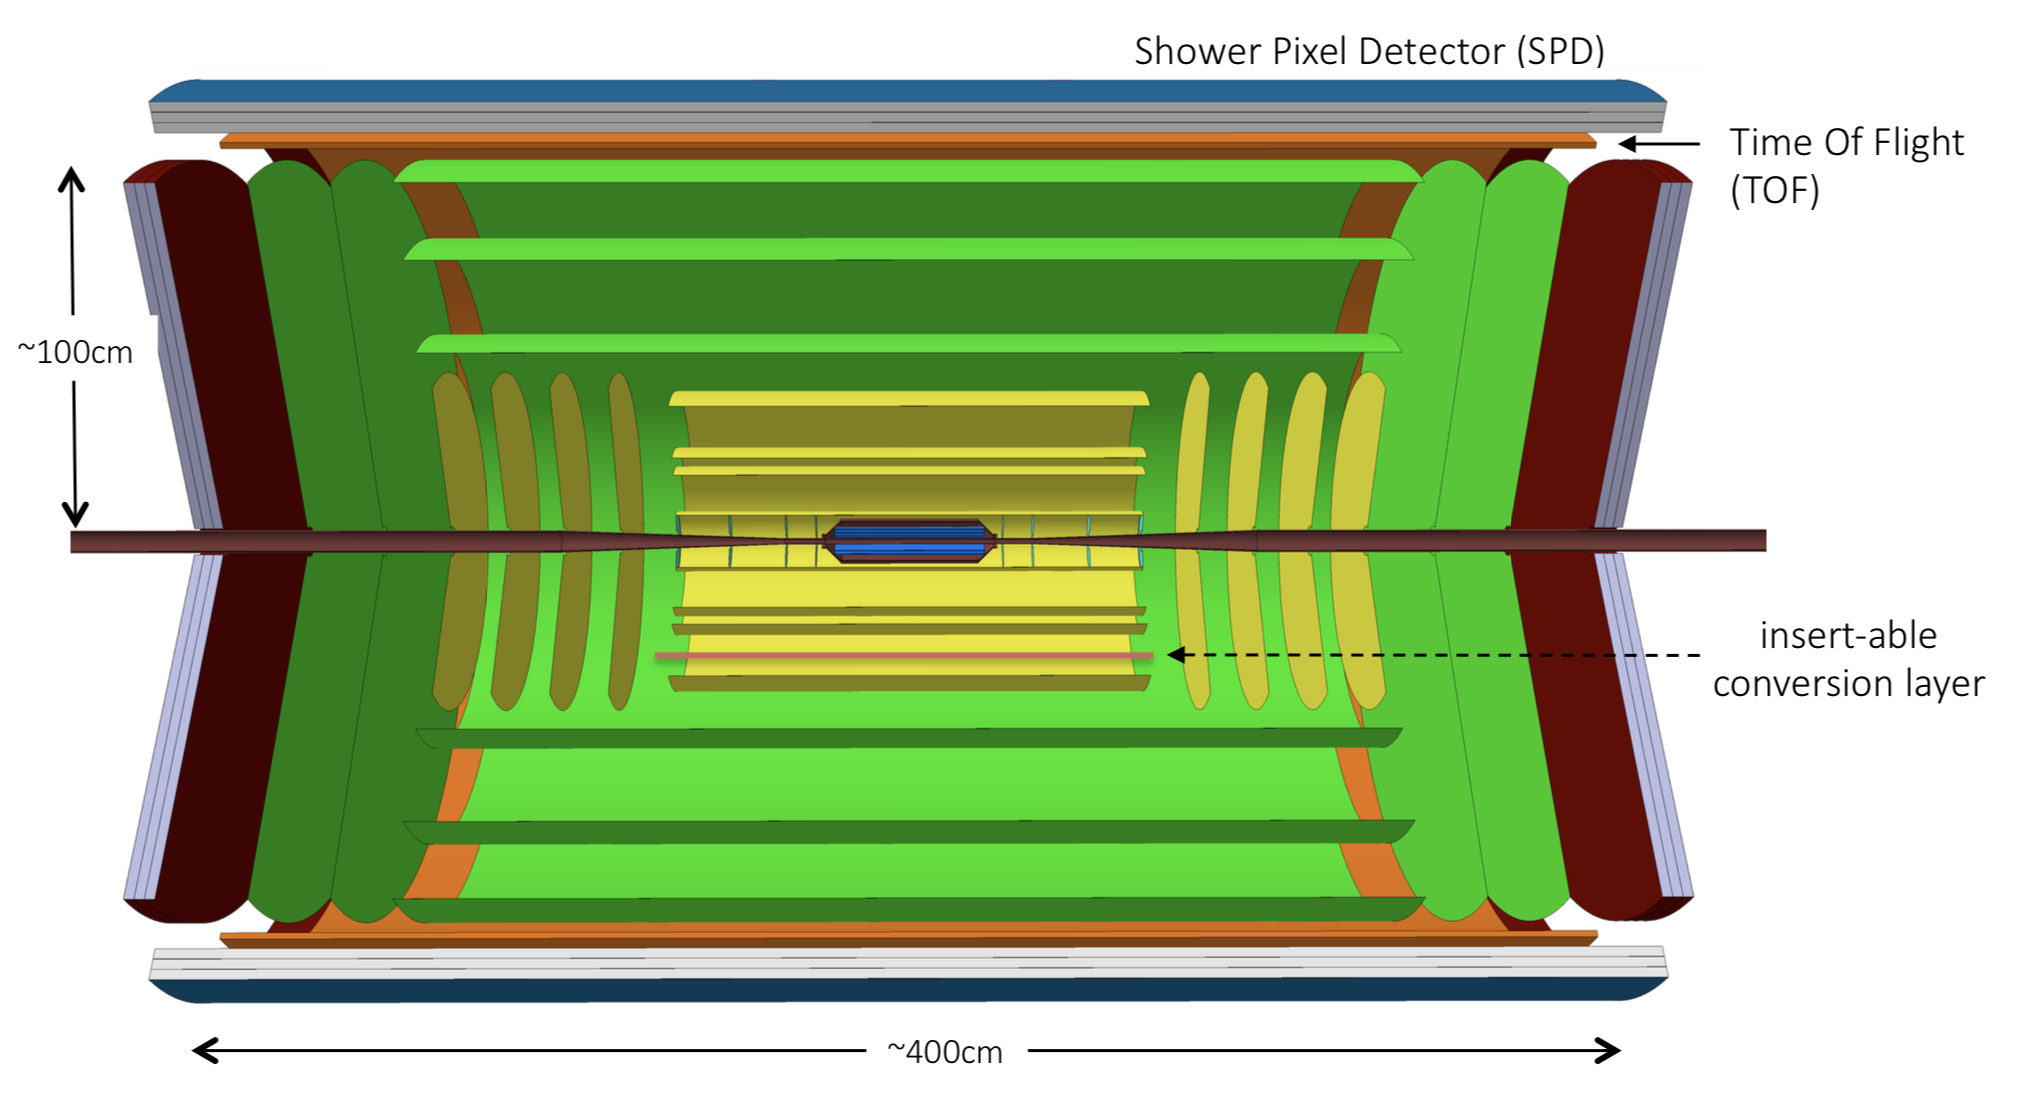 Shower Pixel Detector (SPD)
Time Of Flight
(TOF)
~100cm
insert-able
conversion layer
~400cm